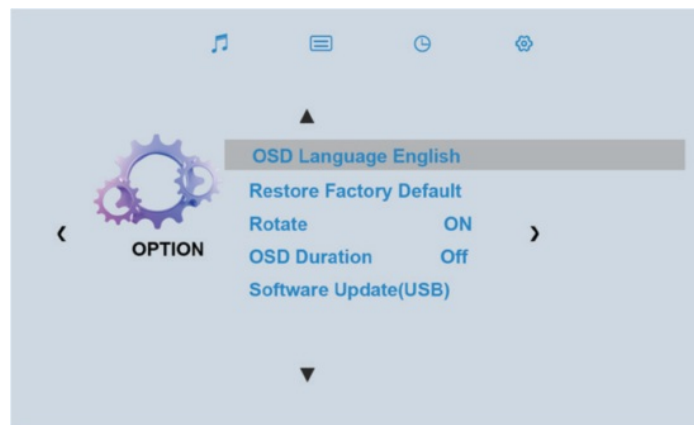 OSD Language English
Restore Factory Default
Rotate ON
OPTION
OSD Duration Off
Software Update(USB)